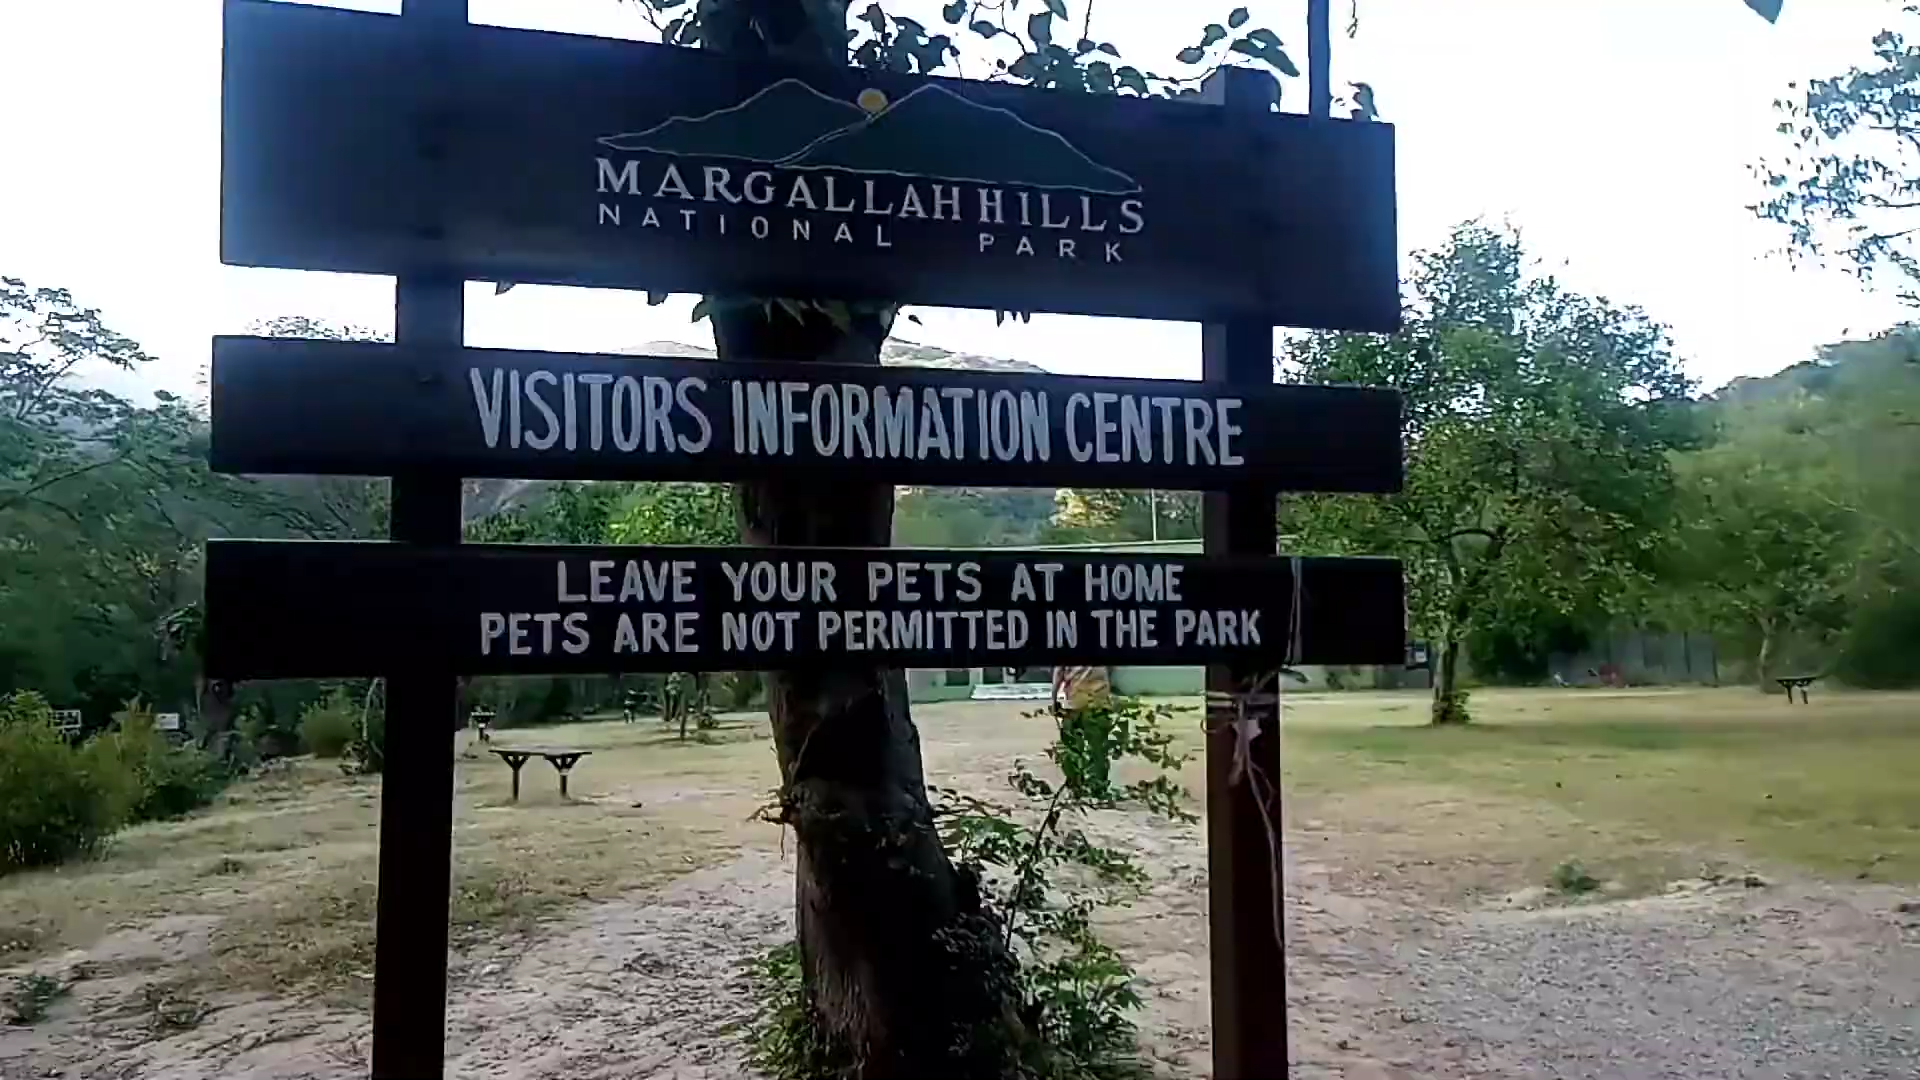 MARGALLAH HILLS
NATIONAL PARK
VISITORS INFORMATION CENTRE
LEAVE YOUR PETS AT HOME
PETS ARE NOT PERMITTED IN THE PARK